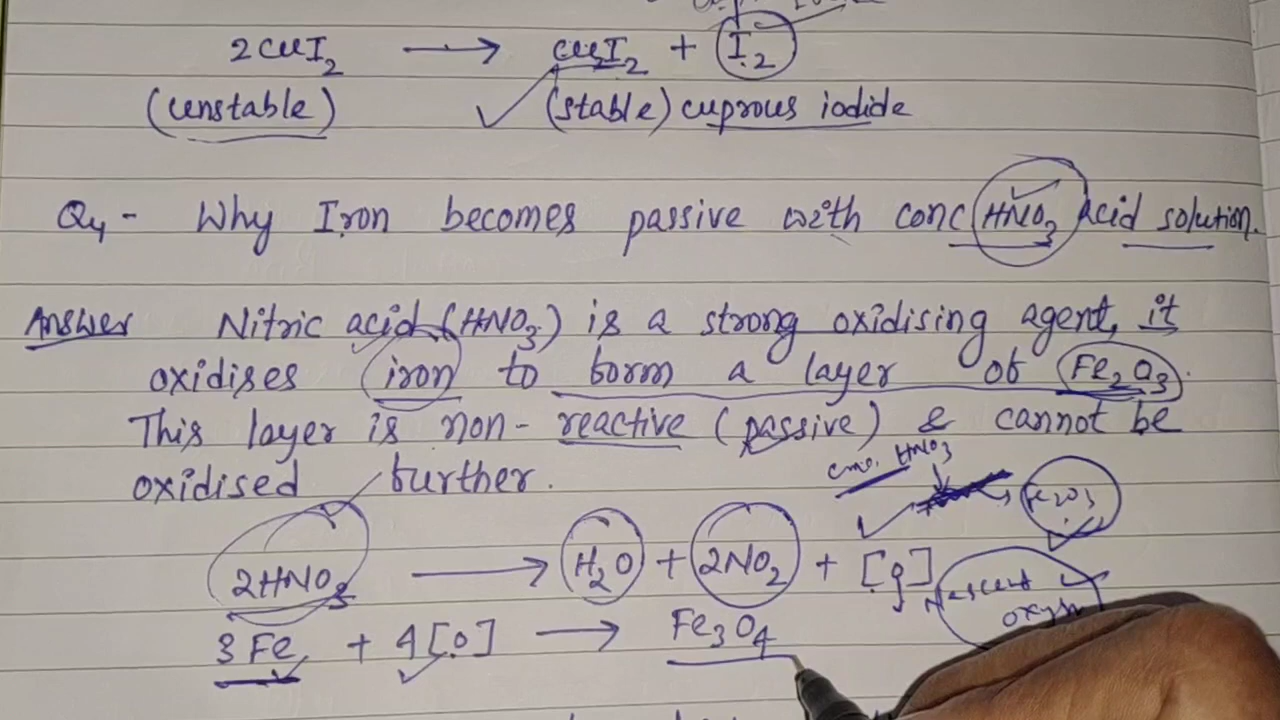 2CuI2 → Cu2I2 + I2
(unstable) (stable) cuprous iodide
Q4 - Why Iron becomes passive with conc HNO3 Acid solution.
Answer Nitric acid (HNO3) is a strong oxidising agent, it
oxidises iron to form a layer of Fe2O3.
This layer is non-reactive (passive) & cannot be
oxidised further.
HNO3
Fe2O3
2HNO3 → H2O + 2NO2 + [O]
Nascent
oxygen
3Fe + 4[O] → Fe3O4